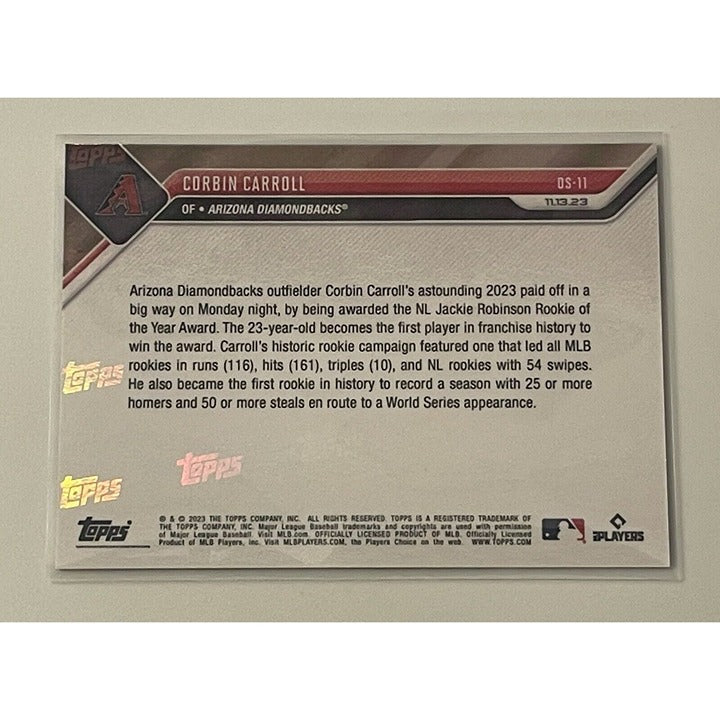 Topps
CORBIN CARROLL
OS-11
OF • ARIZONA DIAMONDBACKS®
11.13.23
Arizona Diamondbacks outfielder Corbin Carroll's astounding 2023 paid off in a
big way on Monday night, by being awarded the NL Jackie Robinson Rookie of
the Year Award. The 23-year-old becomes the first player in franchise history to
win the award. Carroll's historic rookie campaign featured one that led all MLB
rookies in runs (116), hits (161), triples (10), and NL rookies with 54 swipes.
He also became the first rookie in history to record a season with 25 or more
homers and 50 or more steals en route to a World Series appearance.
Topps
Topps
Topps
Topps
® & © 2023 THE TOPPS COMPANY, INC. ALL RIGHTS RESERVED. TOPPS IS A REGISTERED TRADEMARK OF
THE TOPPS COMPANY, INC. Major League Baseball trademarks and copyrights are used with permission
of Major League Baseball. Visit MLB.com. OFFICIALLY LICENSED PRODUCT OF MLB. Officially Licensed
Product of MLB Players, Inc. Visit MLBPLAYERS.COM, the Players Choice on the web. WWW.TOPPS.COM
PLAYERS